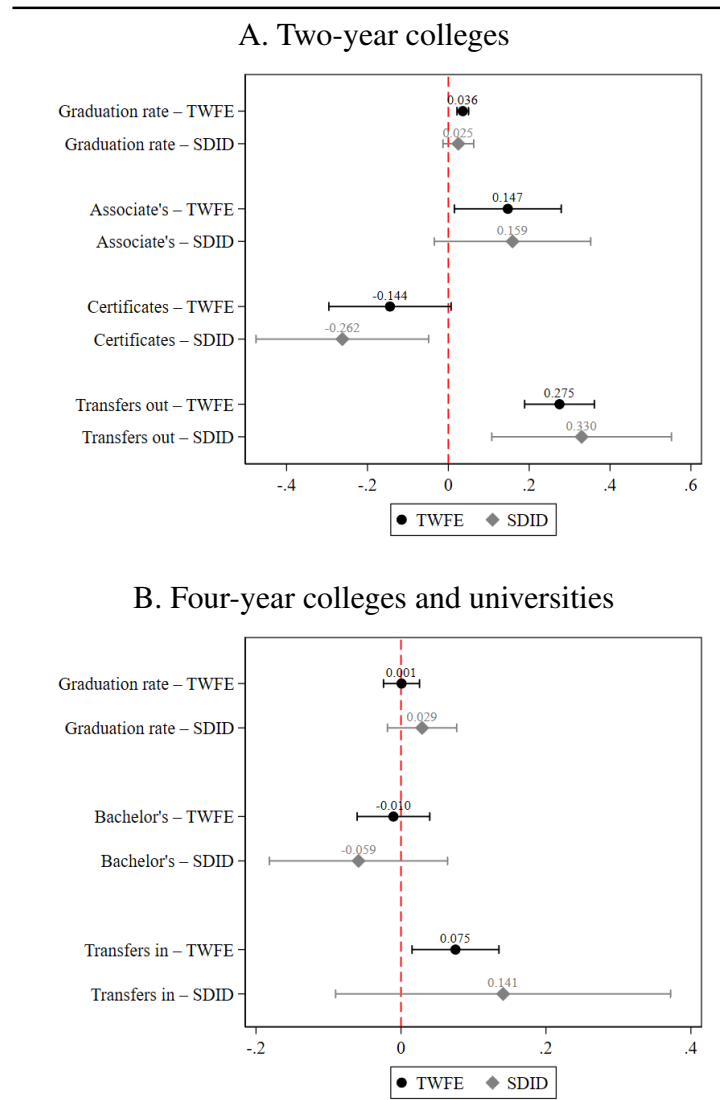 A. Two-year colleges
Graduation rate – TWFE
0.036
Graduation rate – SDID
0.025
Associate's – TWFE
0.147
Associate's – SDID
0.159
Certificates – TWFE
-0.144
Certificates – SDID
-0.262
Transfers out – TWFE
0.275
Transfers out – SDID
0.330
-.4 -.2 0 .2 .4 .6
TWFE SDID
B. Four-year colleges and universities
Graduation rate – TWFE
0.001
Graduation rate – SDID
0.029
Bachelor's – TWFE
-0.010
Bachelor's – SDID
-0.059
Transfers in – TWFE
0.075
Transfers in – SDID
0.141
-.2 0 .2 .4
TWFE SDID